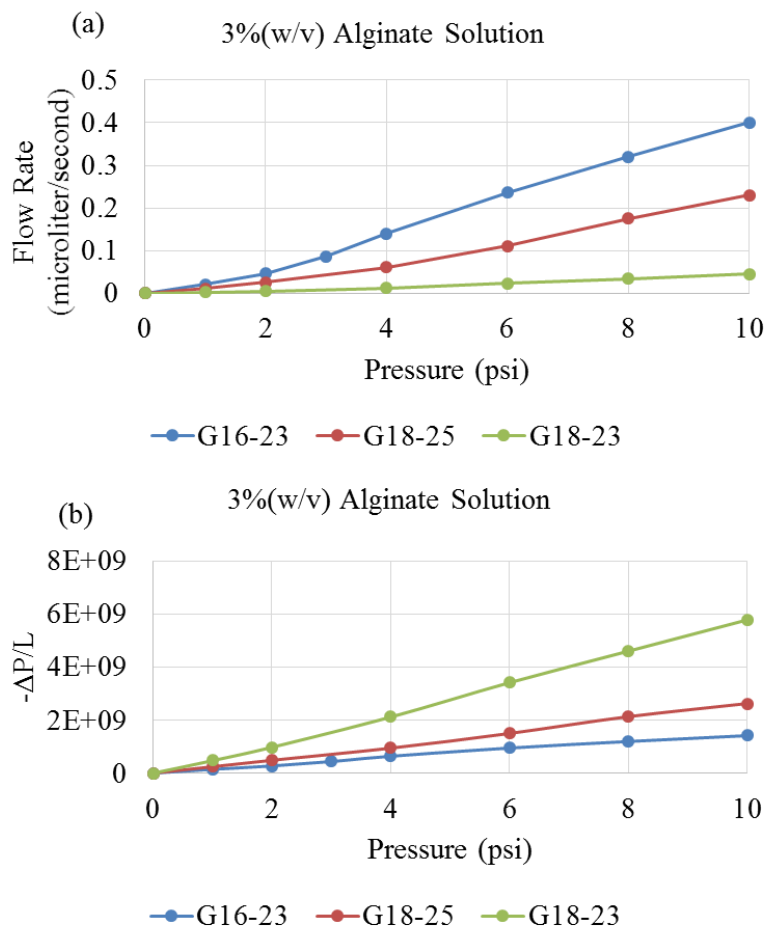 (a)
3%(w/v) Alginate Solution
0.5
0.4
0.3
0.2
0.1
0
Flow Rate
(microliter/second)
0 2 4 6 8 10
Pressure (psi)
G16-23 G18-25 G18-23
(b)
3%(w/v) Alginate Solution
8E+09
6E+09
4E+09
2E+09
0
-ΔP/L
0 2 4 6 8 10
Pressure (psi)
G16-23 G18-25 G18-23